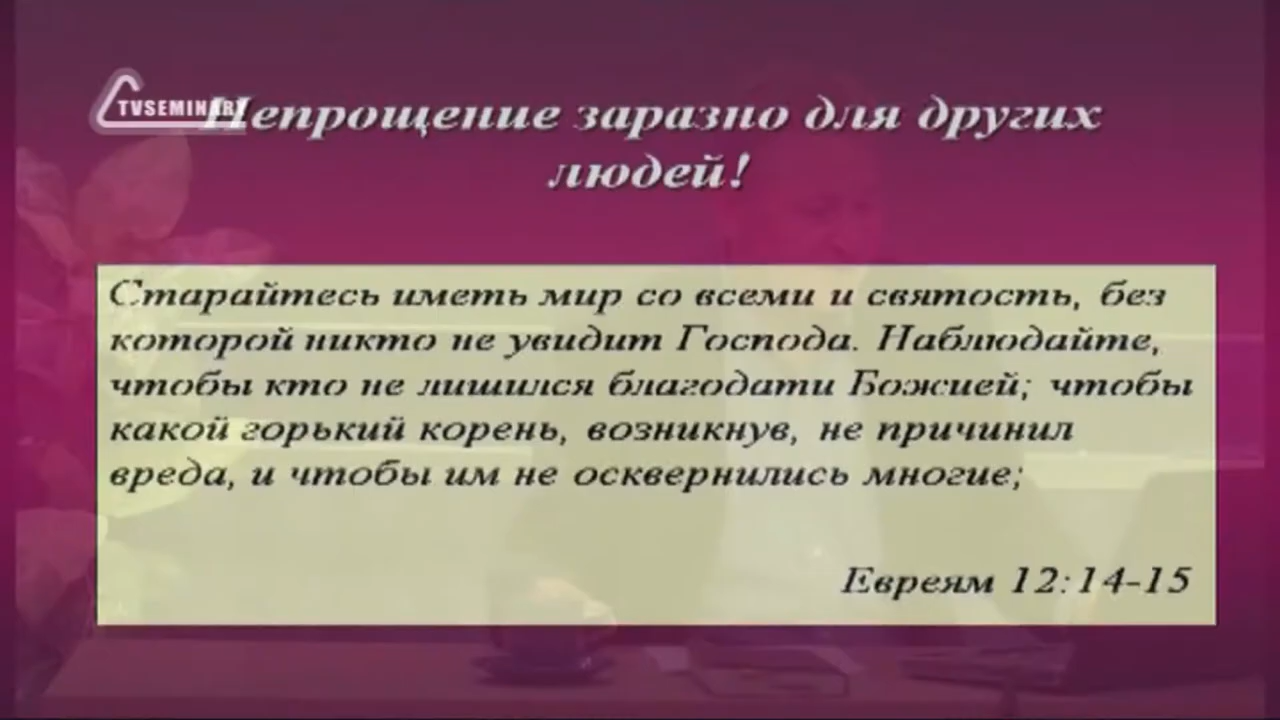 TVSEMINARY
Непрощение заразно для других
людей!
Старайтесь иметь мир со всеми и святость, без
которой никто не увидит Господа. Наблюдайте,
чтобы кто не лишился благодати Божией; чтобы
какой горький корень, возникнув, не причинил
вреда, и чтобы им не осквернились многие;
Евреям 12:14-15